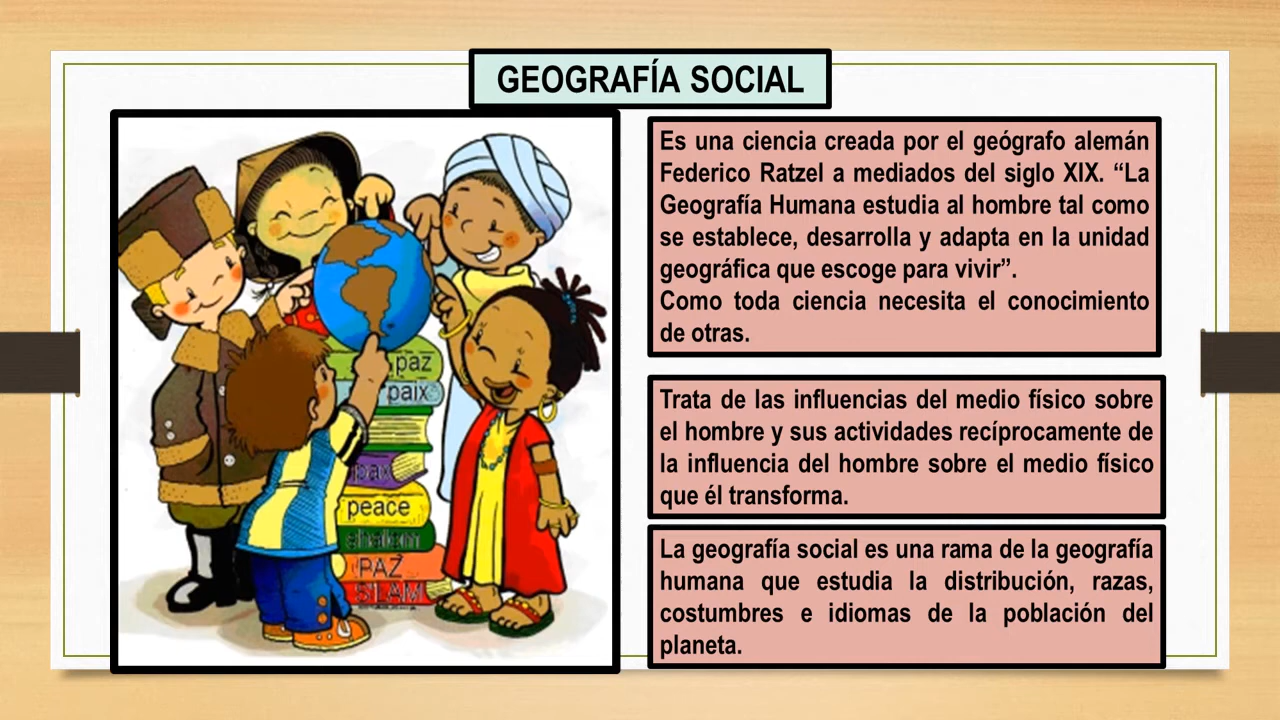 GEOGRAFÍA SOCIAL
Es una ciencia creada por el geógrafo alemán
Federico Ratzel a mediados del siglo XIX. “La
Geografía Humana estudia al hombre tal como
se establece, desarrolla y adapta en la unidad
geográfica que escoge para vivir”.
Como toda ciencia necesita el conocimiento
de otras.
Trata de las influencias del medio físico sobre
el hombre y sus actividades recíprocamente de
la influencia del hombre sobre el medio físico
que él transforma.
La geografía social es una rama de la geografía
humana que estudia la distribución, razas,
costumbres e idiomas de la población del
planeta.
paz
paix
pax
peace
shalom
PAZ
SLAM